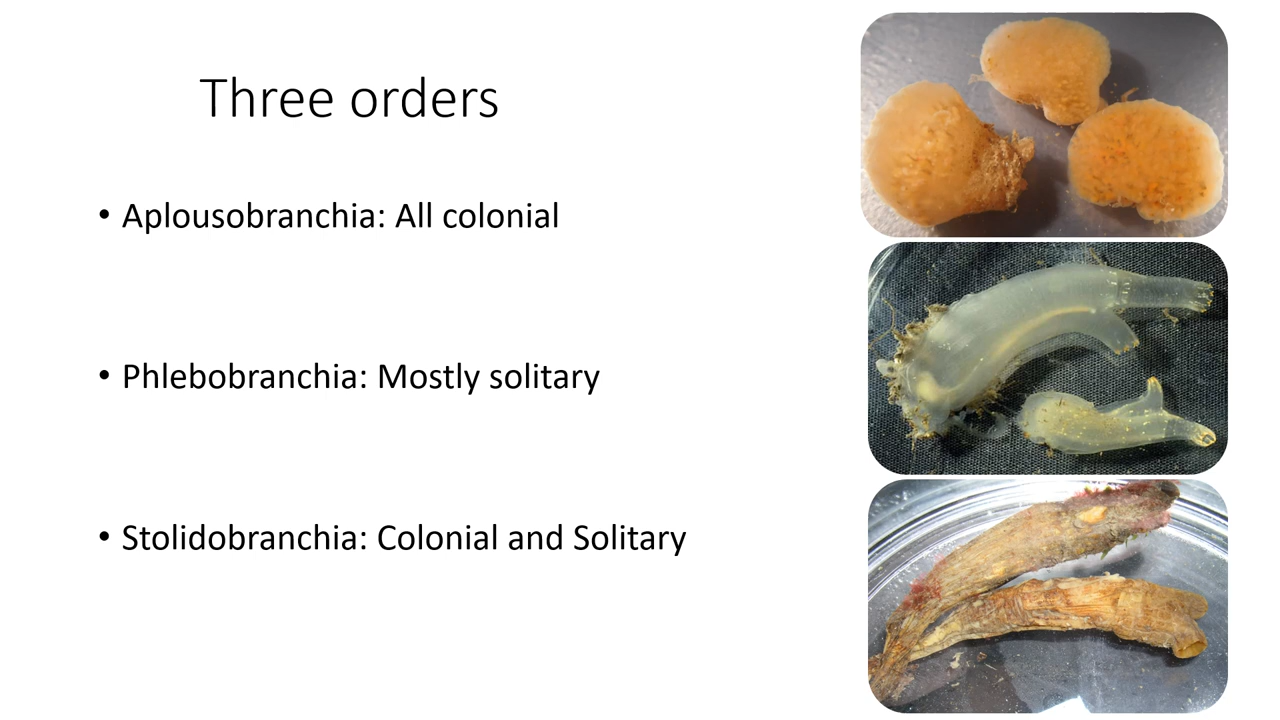 Three orders
• Aplousobranchia: All colonial
• Phlebobranchia: Mostly solitary
• Stolidobranchia: Colonial and Solitary